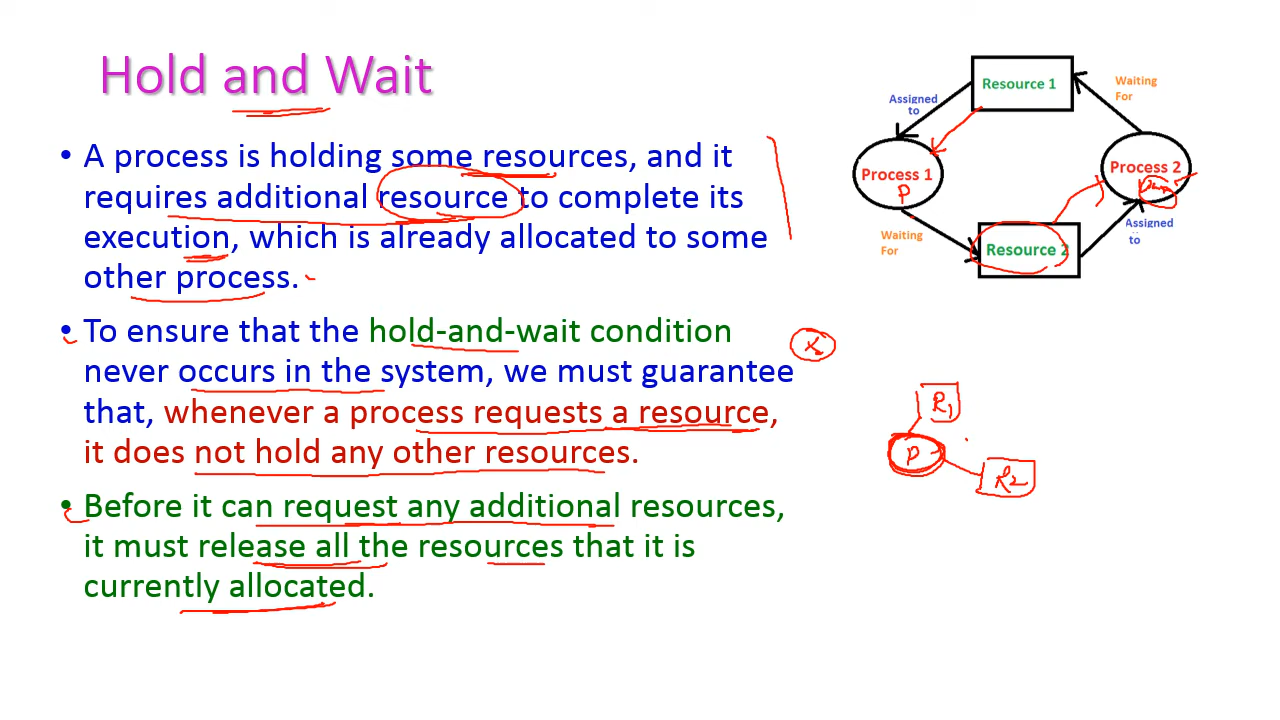 Hold and Wait
• A process is holding some resources, and it
requires additional resource to complete its
execution, which is already allocated to some
other process.
• To ensure that the hold-and-wait condition
never occurs in the system, we must guarantee
that, whenever a process requests a resource,
it does not hold any other resources.
• Before it can request any additional resources,
it must release all the resources that it is
currently allocated.
Resource 1
Assigned
to
Waiting
For
Process 1
P
Process 2
Waiting
For
Resource 2
Assigned
to
R1
P
R2